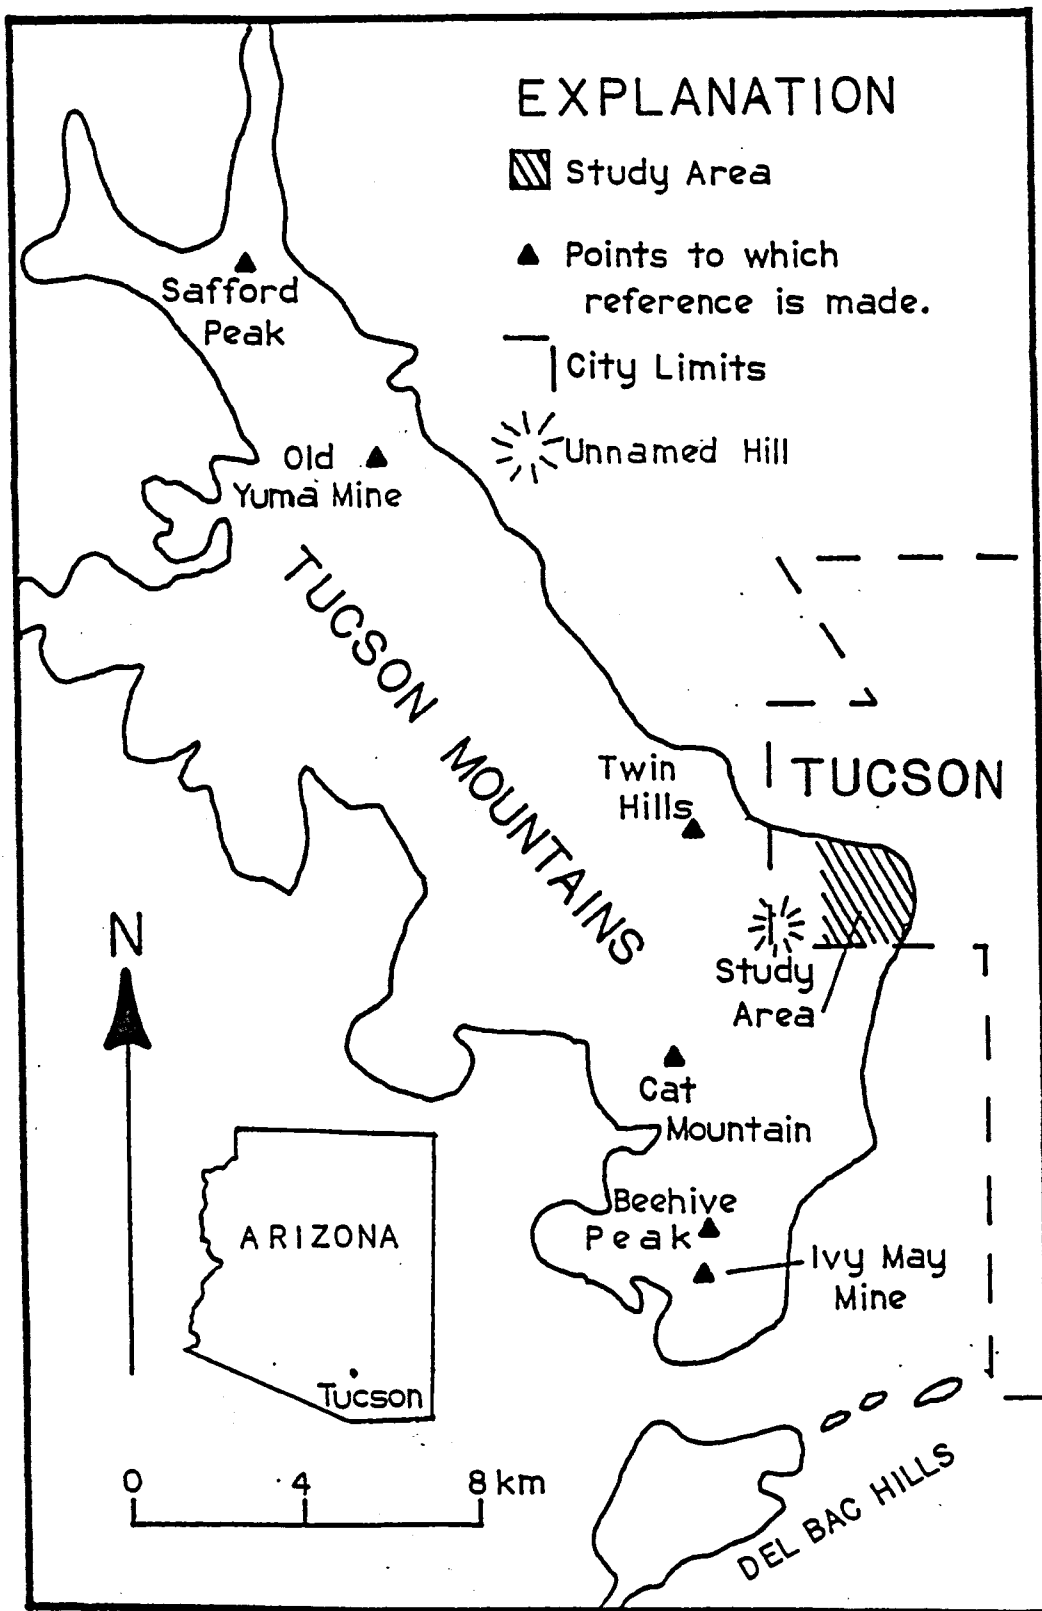 EXPLANATION
Study Area
Points to which
reference is made.
City Limits
Unnamed Hill
Safford
Peak
Old
Yuma Mine
TUCSON MOUNTAINS
Twin
Hills
TUCSON
Study
Area
N
Cat
Mountain
Beehive
Peak
Ivy May
Mine
ARIZONA
Tucson
0 4 8 km
DEL BAC HILLS